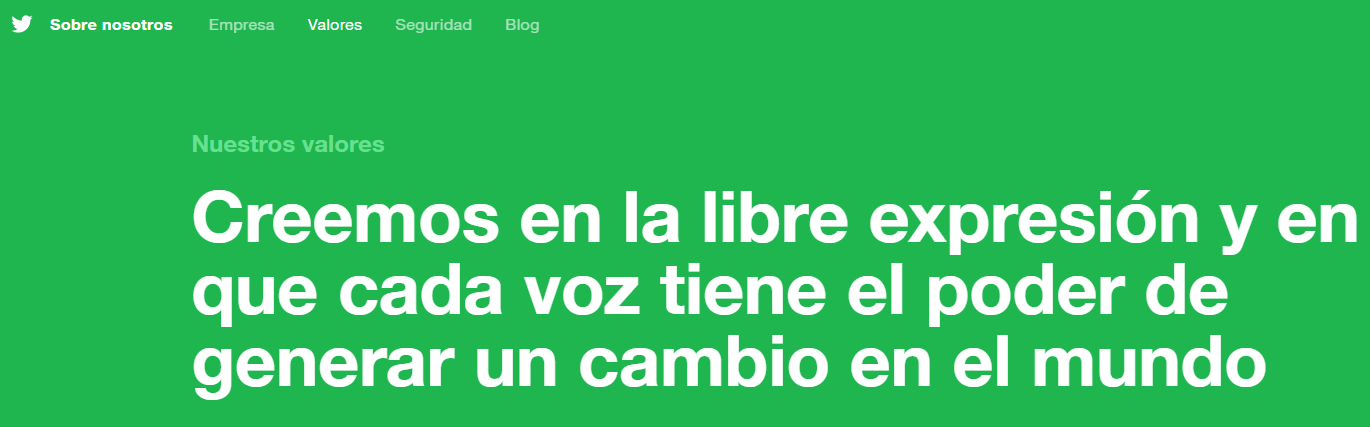 Sobre nosotros Empresa Valores Seguridad Blog
Nuestros valores
Creemos en la libre expresión y en
que cada voz tiene el poder de
generar un cambio en el mundo